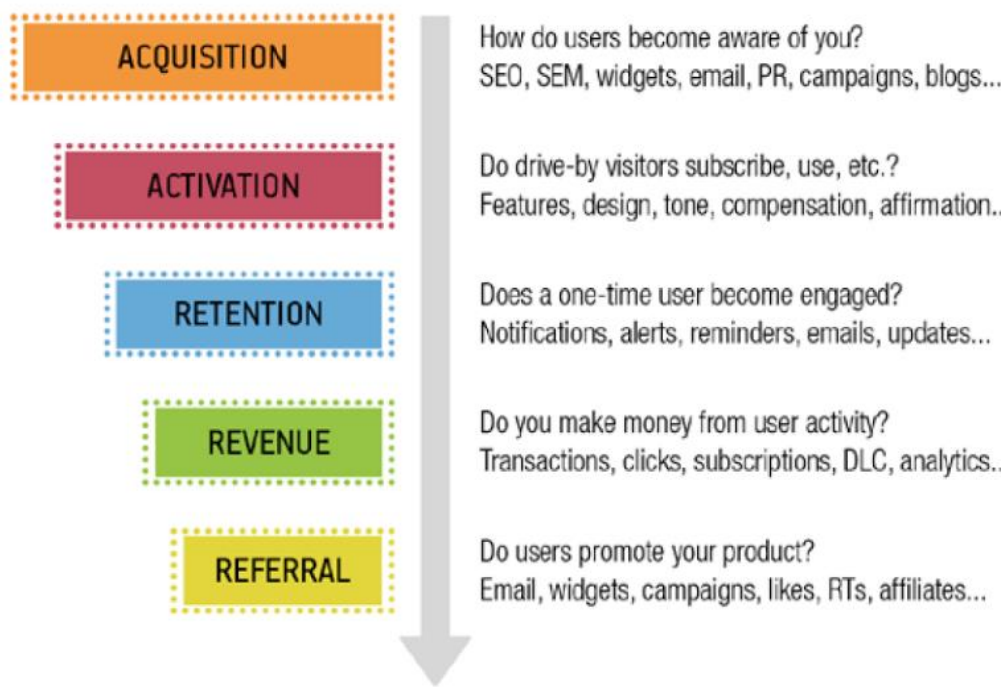 ACQUISITION
How do users become aware of you?
SEO, SEM, widgets, email, PR, campaigns, blogs...
ACTIVATION
Do drive-by visitors subscribe, use, etc.?
Features, design, tone, compensation, affirmation..
RETENTION
Does a one-time user become engaged?
Notifications, alerts, reminders, emails, updates...
REVENUE
Do you make money from user activity?
Transactions, clicks, subscriptions, DLC, analytics..
REFERRAL
Do users promote your product?
Email, widgets, campaigns, likes, RTs, affiliates...